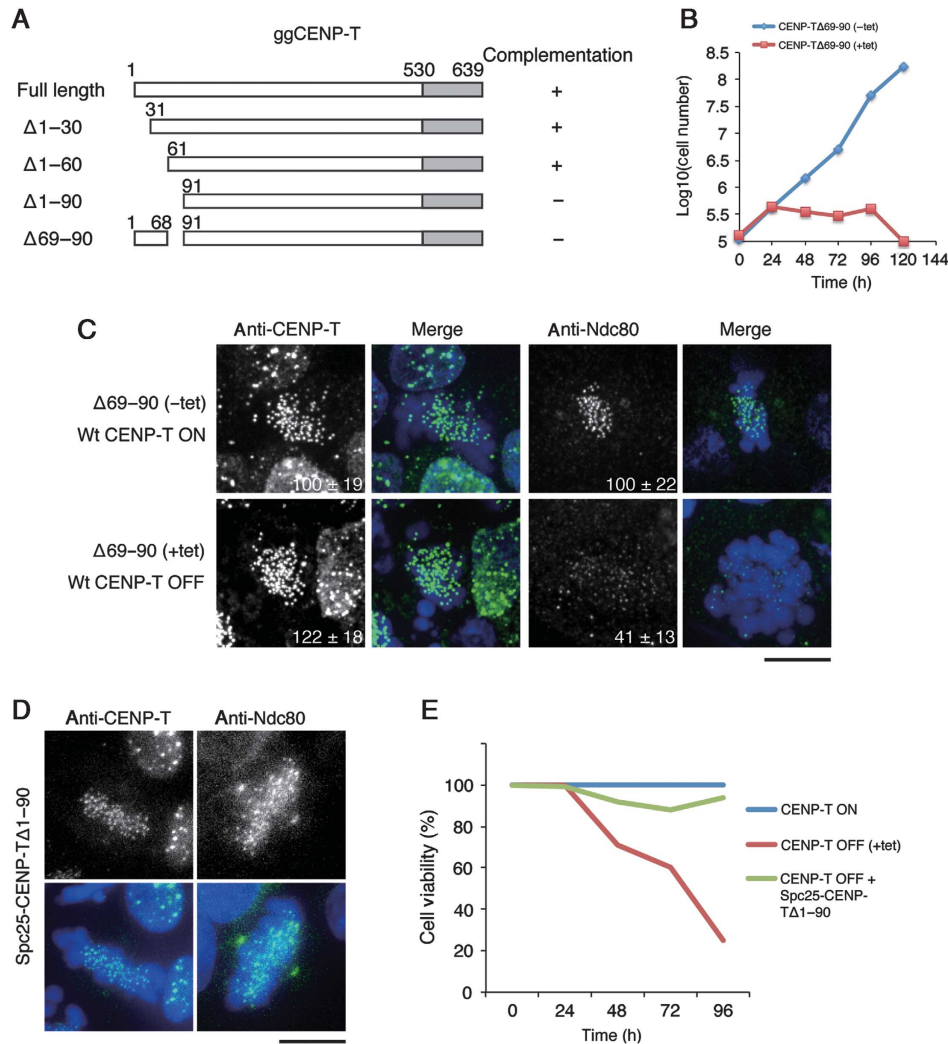 A
ggCENP-T
Complementation
1 530 639
Full length +
31
Δ1–30 +
61
Δ1–60 +
91
Δ1–90 –
1 68 91
Δ69–90 –
B
CENP-TΔ69-90 (–tet)
CENP-TΔ69-90 (+tet)
Log10(cell number)
8.5
8
7.5
7
6.5
6
5.5
5
0 24 48 72 96 120 144
Time (h)
C
Anti-CENP-T Merge Anti-Ndc80 Merge
Δ69–90 (–tet)
Wt CENP-T ON
100 ± 19 100 ± 22
Δ69–90 (+tet)
Wt CENP-T OFF
122 ± 18 41 ± 13
D
Anti-CENP-T Anti-Ndc80
Spc25-CENP-TΔ1–90
E
Cell viability (%)
100
80
60
40
20
0
0 24 48 72 96
Time (h)
CENP-T ON
CENP-T OFF (+tet)
CENP-T OFF +
Spc25-CENP-
TΔ1–90